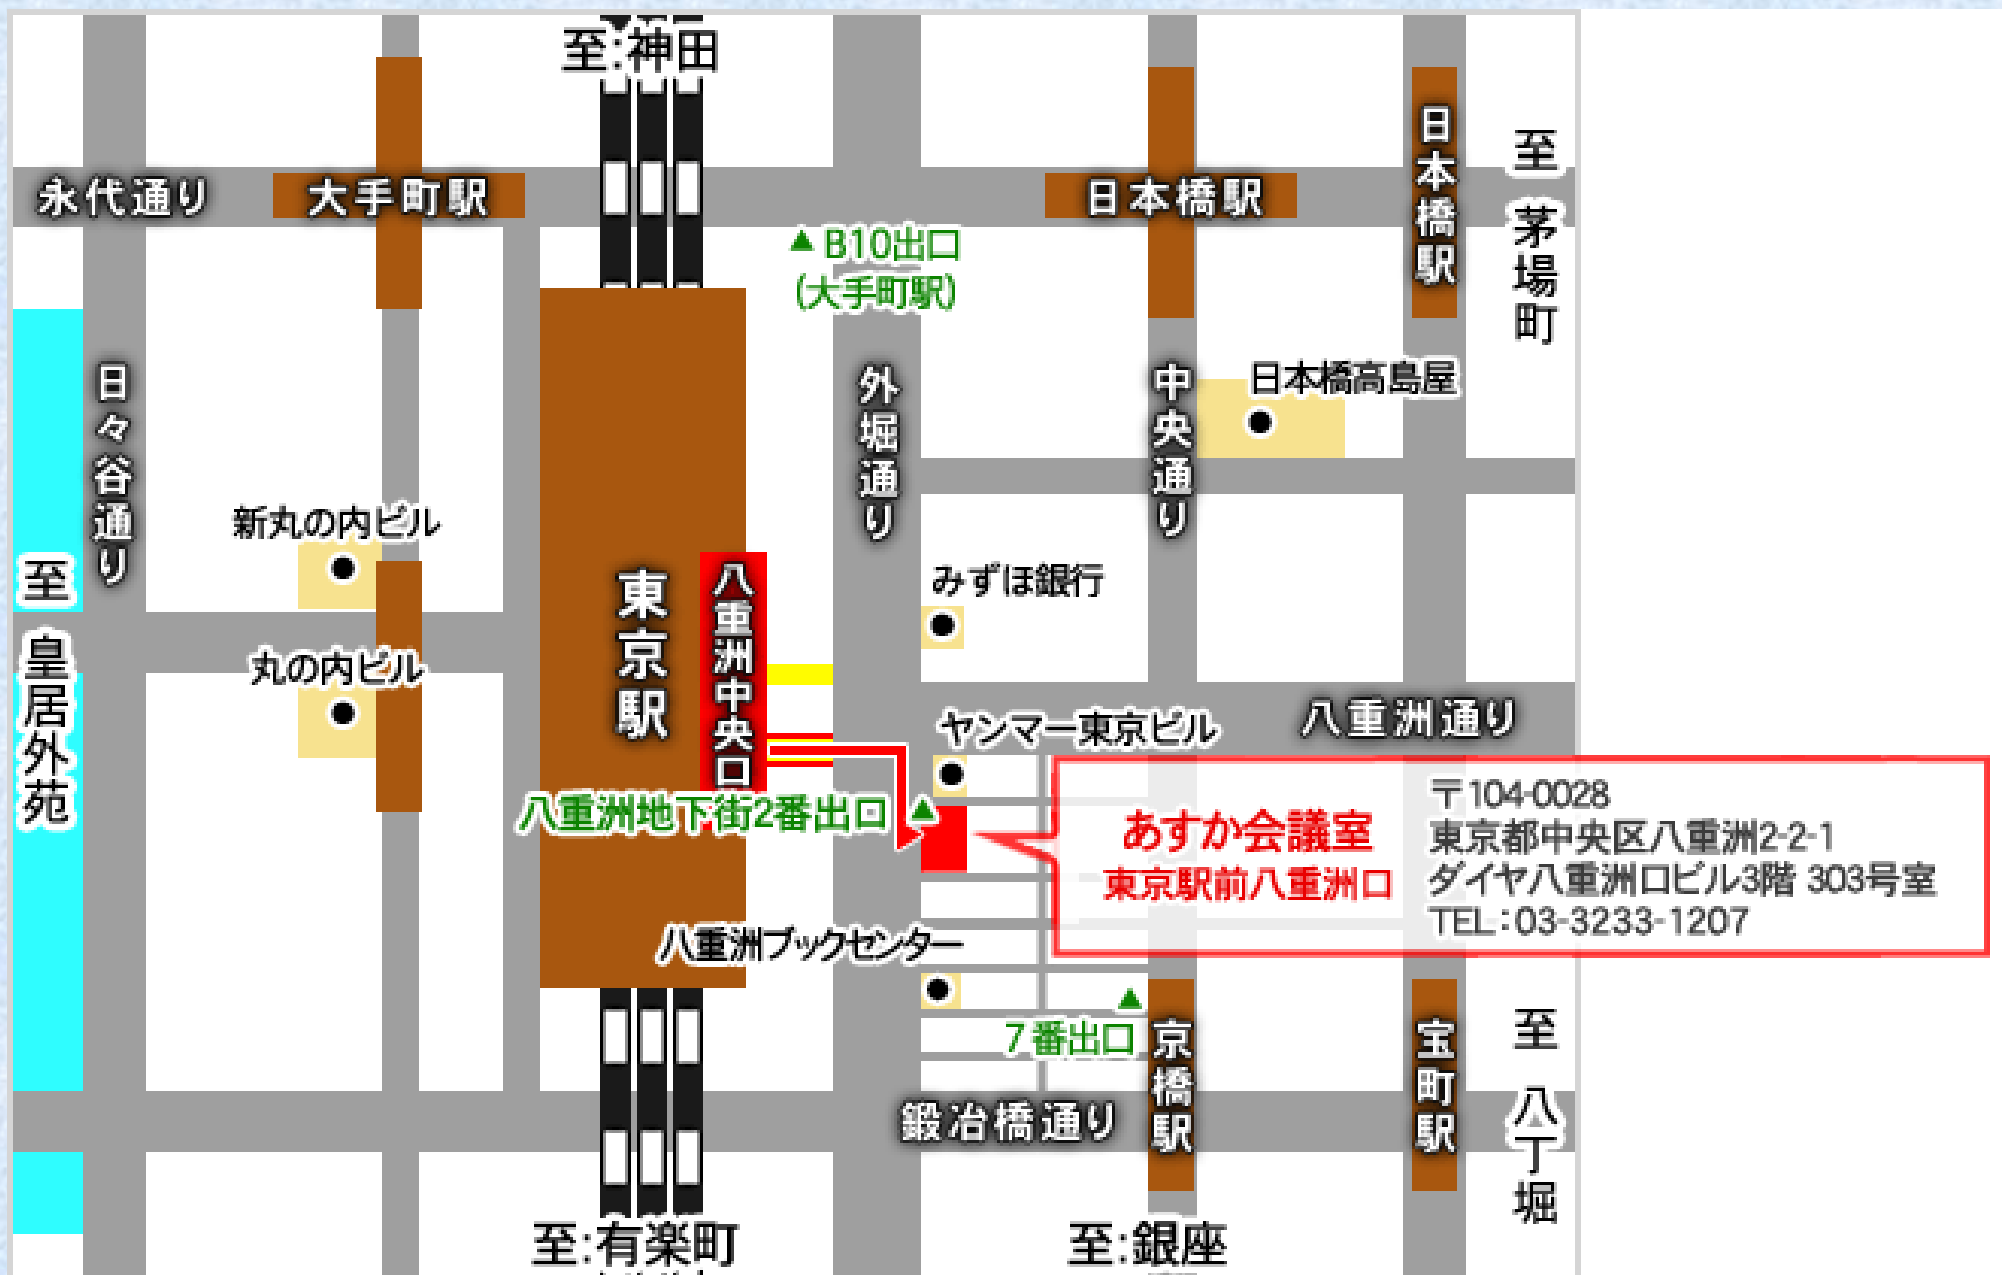 至:神田
永代通り
大手町駅
日本橋駅
日本橋駅
至 茅場町
▲B10出口
(大手町駅)
日々谷通り
外堀通り
中央通り
日本橋高島屋
新丸の内ビル
みずほ銀行
東京駅
八重洲中央口
至 皇居外苑
丸の内ビル
八重洲通り
ヤンマー東京ビル
八重洲地下街2番出口▲
あすか会議室
東京駅前八重洲口
〒104-0028
東京都中央区八重洲2-2-1
ダイヤ八重洲口ビル3階 303号室
TEL:03-3233-1207
八重洲ブックセンター
▲
7番出口
京橋駅
宝町駅
至 八丁堀
鍛冶橋通り
至:有楽町
至:銀座